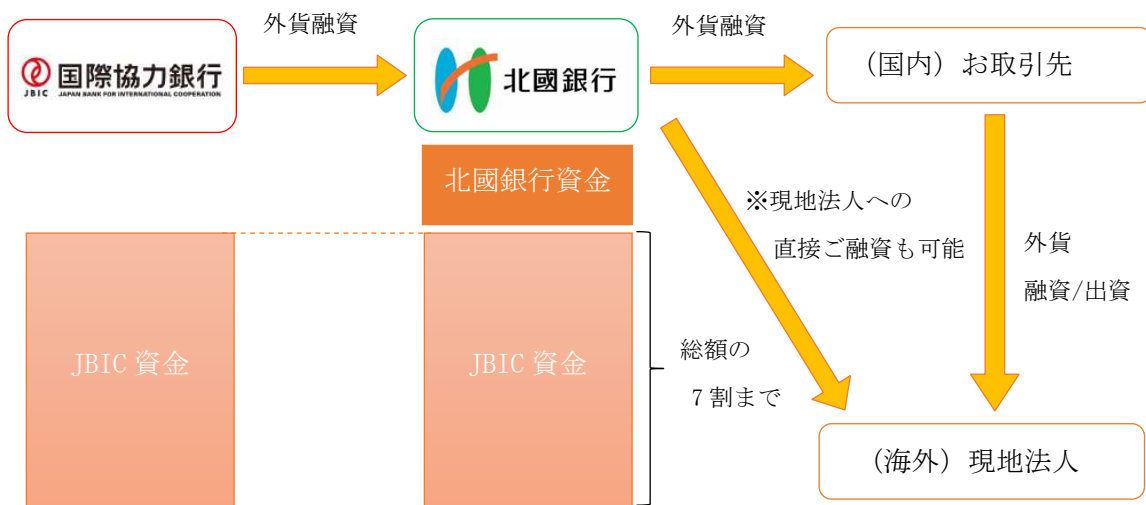 外貨融資
外貨融資
JBIC
国際協力銀行
JAPAN BANK FOR INTERNATIONAL COOPERATION
北國銀行
（国内）お取引先
北國銀行資金
※現地法人への
直接ご融資も可能
外貨
融資/出資
JBIC 資金
JBIC 資金
総額の
７割まで
（海外）現地法人